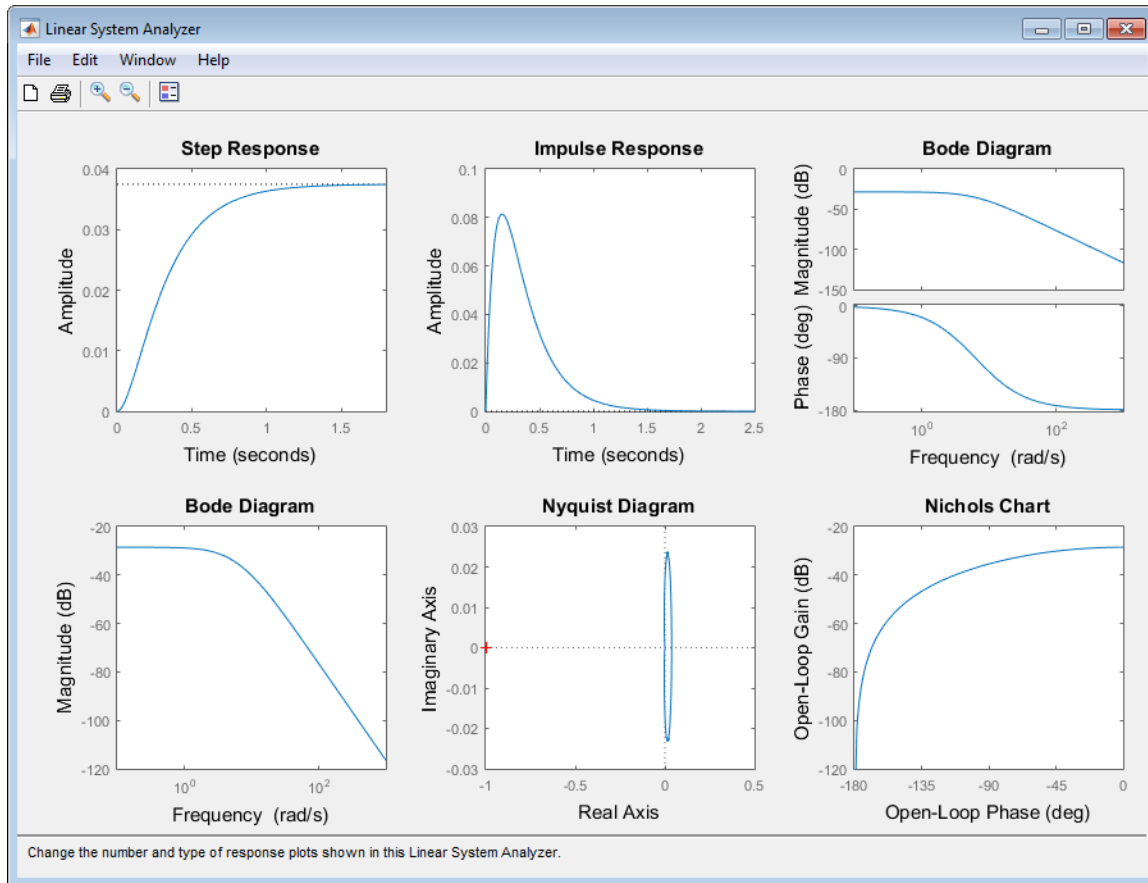 Linear System Analyzer
File Edit Window Help
Step Response
Amplitude
0.04
0.03
0.02
0.01
0
0 0.5 1 1.5
Time (seconds)
Impulse Response
Amplitude
0.1
0.08
0.06
0.04
0.02
0
0 0.5 1 1.5 2 2.5
Time (seconds)
Bode Diagram
Magnitude (dB)
0
-50
-100
-150
Phase (deg)
0
-90
-180
10^0 10^2
Frequency (rad/s)
Bode Diagram
Magnitude (dB)
-20
-40
-60
-80
-100
-120
10^0 10^2
Frequency (rad/s)
Nyquist Diagram
Imaginary Axis
0.03
0.02
0.01
0
-0.01
-0.02
-0.03
-1 -0.5 0 0.5
Real Axis
Nichols Chart
Open-Loop Gain (dB)
-20
-40
-60
-80
-100
-120
-180 -135 -90 -45 0
Open-Loop Phase (deg)
Change the number and type of response plots shown in this Linear System Analyzer.